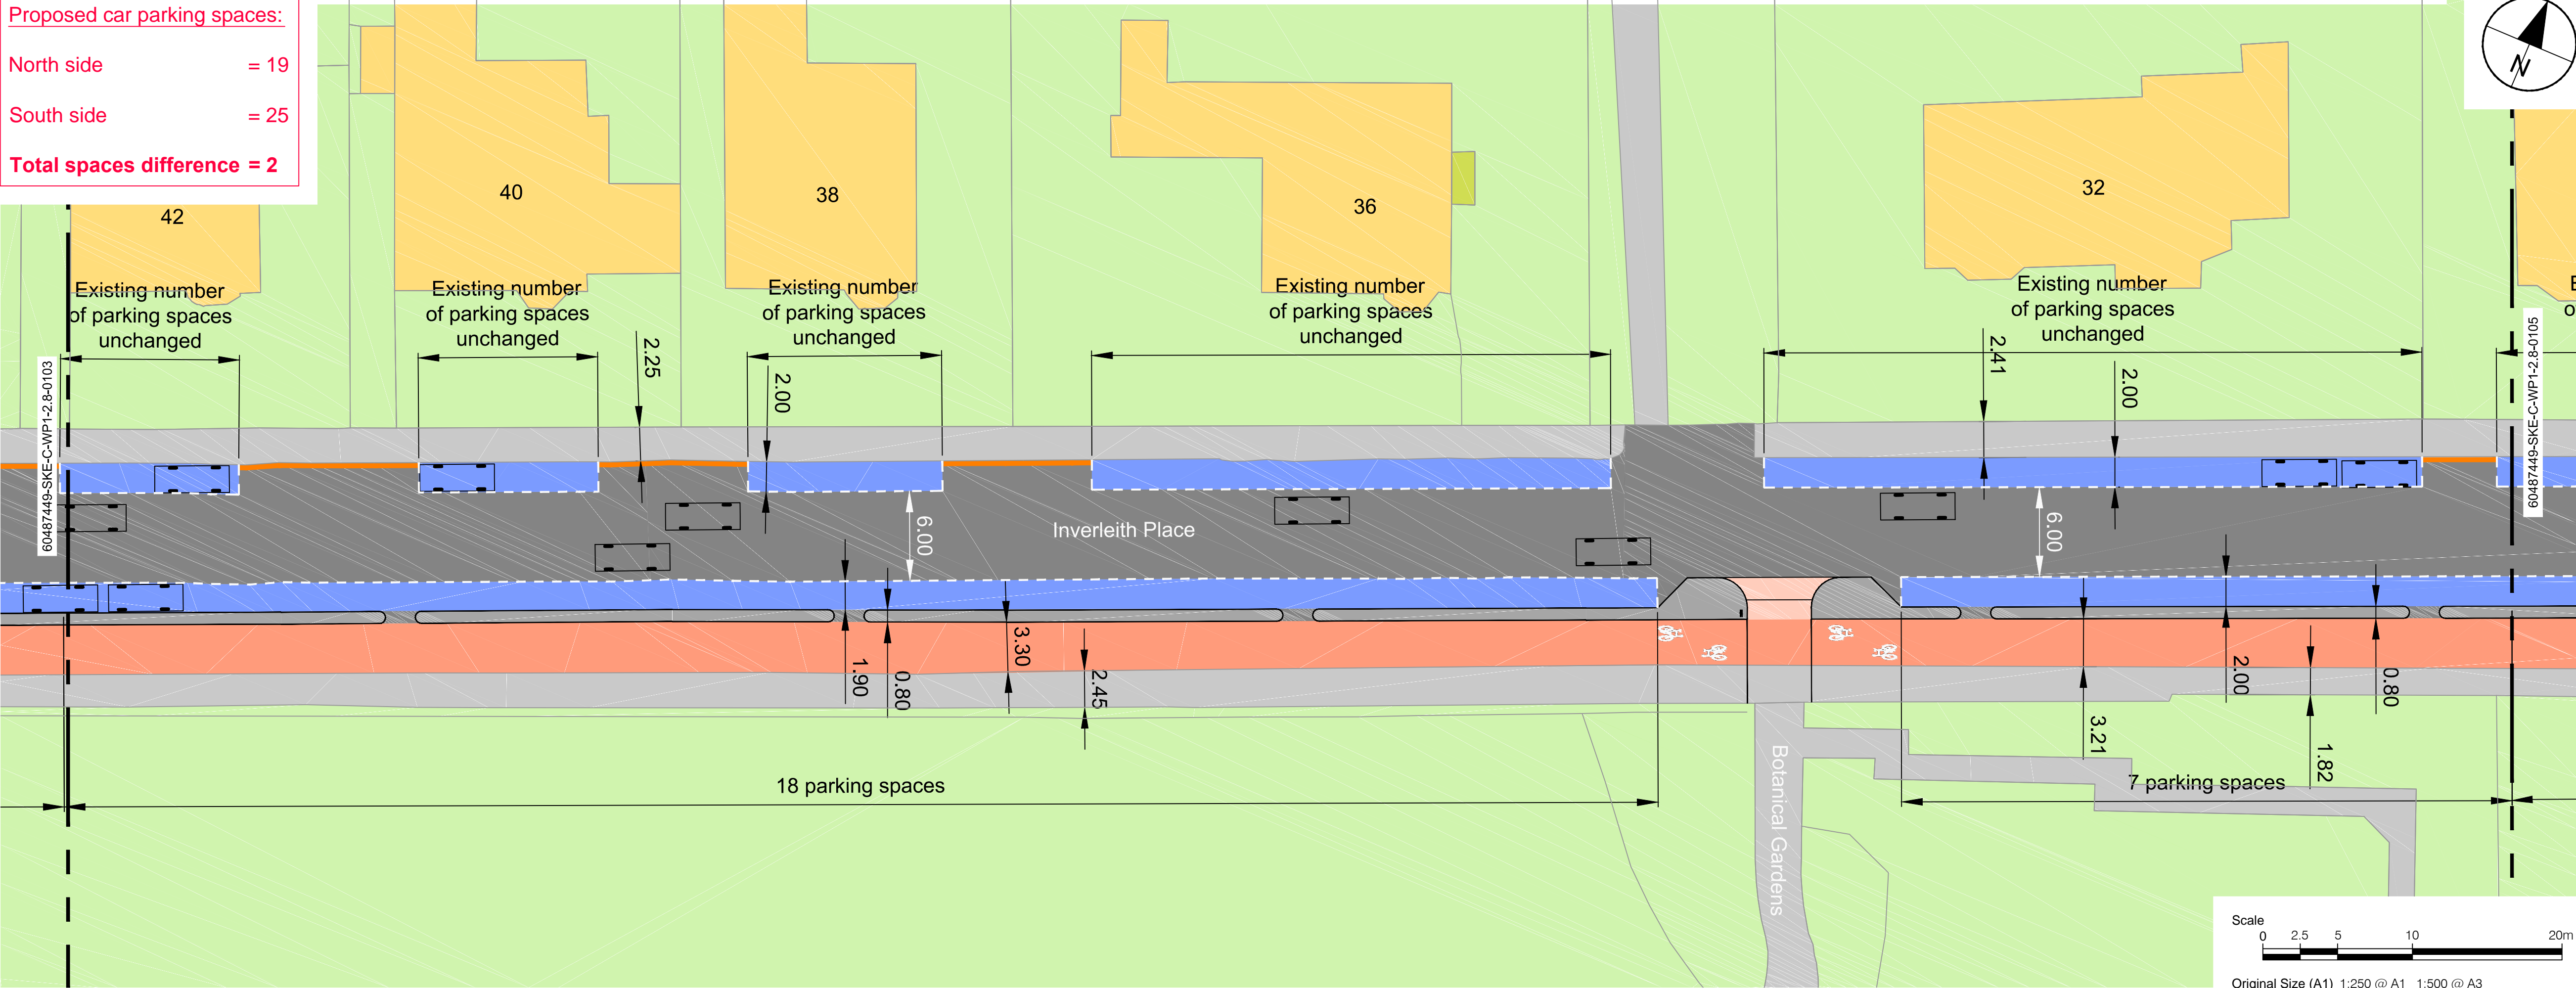 Proposed car parking spaces:
North side = 19
South side = 25
Total spaces difference = 2
N
42
40
38
36
32
Existing number
of parking spaces
unchanged
Existing number
of parking spaces
unchanged
Existing number
of parking spaces
unchanged
Existing number
of parking spaces
unchanged
Existing number
of parking spaces
unchanged
60487449-SKE-C-WP1-2.8-0103
60487449-SKE-C-WP1-2.8-0105
2.25
2.00
2.41
2.00
6.00
Inverleith Place
6.00
1.90
0.80
3.30
2.45
2.00
0.80
3.21
1.82
18 parking spaces
7 parking spaces
Botanical Gardens
Scale
0 2.5 5 10 20m
Original Size (A1) 1:250 @ A1 1:500 @ A3